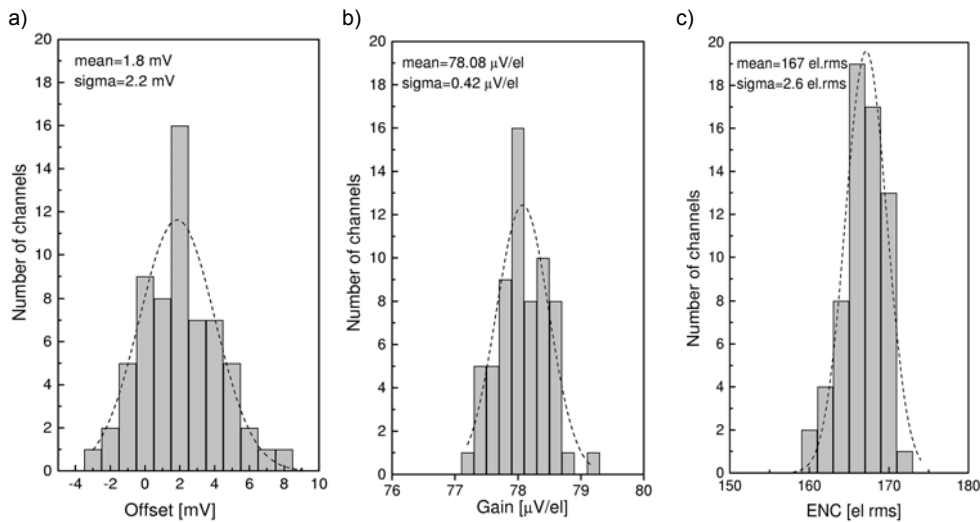 a)
mean=1.8 mV
sigma=2.2 mV
Number of channels
20
18
16
14
12
10
8
6
4
2
0
-4 -2 0 2 4 6 8 10
Offset [mV]
b)
mean=78.08 μV/el
sigma=0.42 μV/el
Number of channels
20
18
16
14
12
10
8
6
4
2
0
76 77 78 79 80
Gain [μV/el]
c)
mean=167 el.rms
sigma=2.6 el.rms
Number of channels
20
18
16
14
12
10
8
6
4
2
0
150 160 170 180
ENC [el rms]